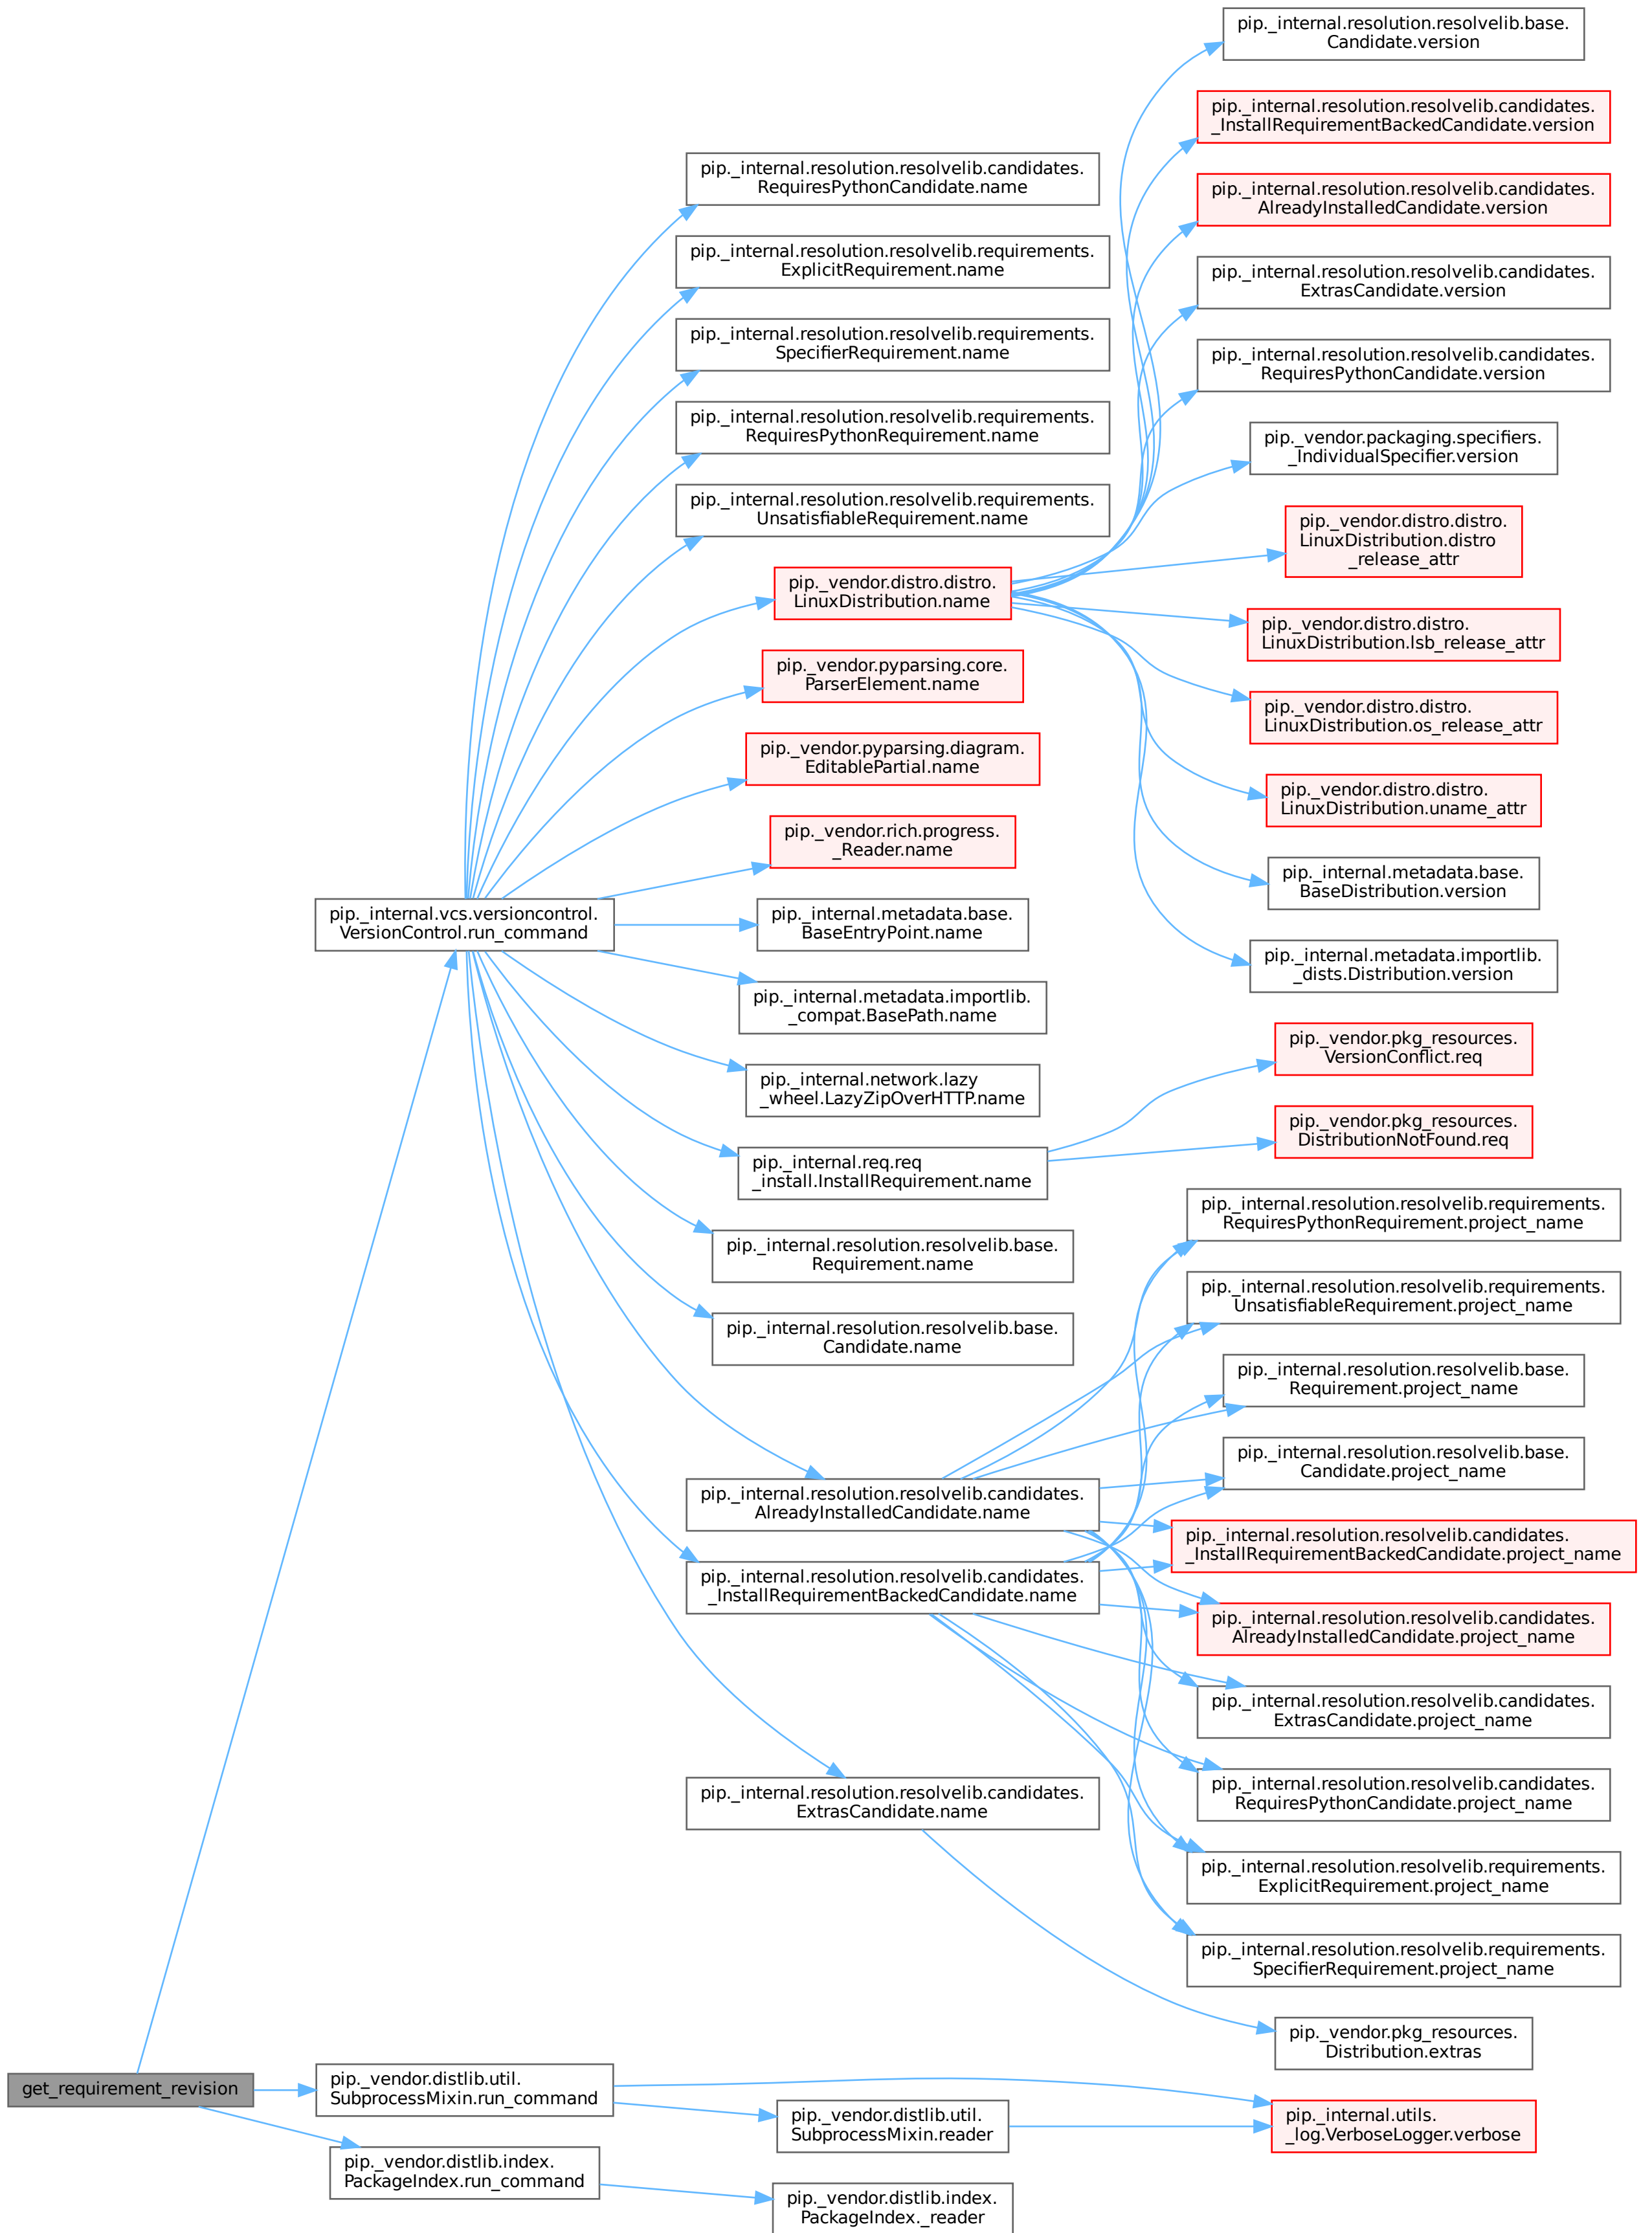 get_requirement_revision
pip._internal.vcs.versioncontrol.
VersionControl.run_command
pip._vendor.distlib.util.
SubprocessMixin.run_command
pip._vendor.distlib.index.
PackageIndex.run_command
pip._internal.resolution.resolvelib.candidates.
RequiresPythonCandidate.name
pip._internal.resolution.resolvelib.requirements.
ExplicitRequirement.name
pip._internal.resolution.resolvelib.requirements.
SpecifierRequirement.name
pip._internal.resolution.resolvelib.requirements.
RequiresPythonRequirement.name
pip._internal.resolution.resolvelib.requirements.
UnsatisfiableRequirement.name
pip._vendor.distro.distro.
LinuxDistribution.name
pip._vendor.pyparsing.core.
ParserElement.name
pip._vendor.pyparsing.diagram.
EditablePartial.name
pip._vendor.rich.progress.
_Reader.name
pip._internal.metadata.base.
BaseEntryPoint.name
pip._internal.metadata.importlib.
_compat.BasePath.name
pip._internal.network.lazy
_wheel.LazyZipOverHTTP.name
pip._internal.req.req
_install.InstallRequirement.name
pip._internal.resolution.resolvelib.base.
Requirement.name
pip._internal.resolution.resolvelib.base.
Candidate.name
pip._internal.resolution.resolvelib.candidates.
AlreadyInstalledCandidate.name
pip._internal.resolution.resolvelib.candidates.
_InstallRequirementBackedCandidate.name
pip._internal.resolution.resolvelib.candidates.
ExtrasCandidate.name
pip._vendor.distlib.util.
SubprocessMixin.reader
pip._vendor.distlib.index.
PackageIndex._reader
pip._internal.resolution.resolvelib.base.
Candidate.version
pip._internal.resolution.resolvelib.candidates.
_InstallRequirementBackedCandidate.version
pip._internal.resolution.resolvelib.candidates.
AlreadyInstalledCandidate.version
pip._internal.resolution.resolvelib.candidates.
ExtrasCandidate.version
pip._internal.resolution.resolvelib.candidates.
RequiresPythonCandidate.version
pip._vendor.packaging.specifiers.
_IndividualSpecifier.version
pip._vendor.distro.distro.
LinuxDistribution.distro
_release_attr
pip._vendor.distro.distro.
LinuxDistribution.lsb_release_attr
pip._vendor.distro.distro.
LinuxDistribution.os_release_attr
pip._vendor.distro.distro.
LinuxDistribution.uname_attr
pip._internal.metadata.base.
BaseDistribution.version
pip._internal.metadata.importlib.
_dists.Distribution.version
pip._vendor.pkg_resources.
VersionConflict.req
pip._vendor.pkg_resources.
DistributionNotFound.req
pip._internal.resolution.resolvelib.requirements.
RequiresPythonRequirement.project_name
pip._internal.resolution.resolvelib.requirements.
UnsatisfiableRequirement.project_name
pip._internal.resolution.resolvelib.base.
Requirement.project_name
pip._internal.resolution.resolvelib.base.
Candidate.project_name
pip._internal.resolution.resolvelib.candidates.
_InstallRequirementBackedCandidate.project_name
pip._internal.resolution.resolvelib.candidates.
AlreadyInstalledCandidate.project_name
pip._internal.resolution.resolvelib.candidates.
ExtrasCandidate.project_name
pip._internal.resolution.resolvelib.candidates.
RequiresPythonCandidate.project_name
pip._internal.resolution.resolvelib.requirements.
ExplicitRequirement.project_name
pip._internal.resolution.resolvelib.requirements.
SpecifierRequirement.project_name
pip._vendor.pkg_resources.
Distribution.extras
pip._internal.utils.
_log.VerboseLogger.verbose